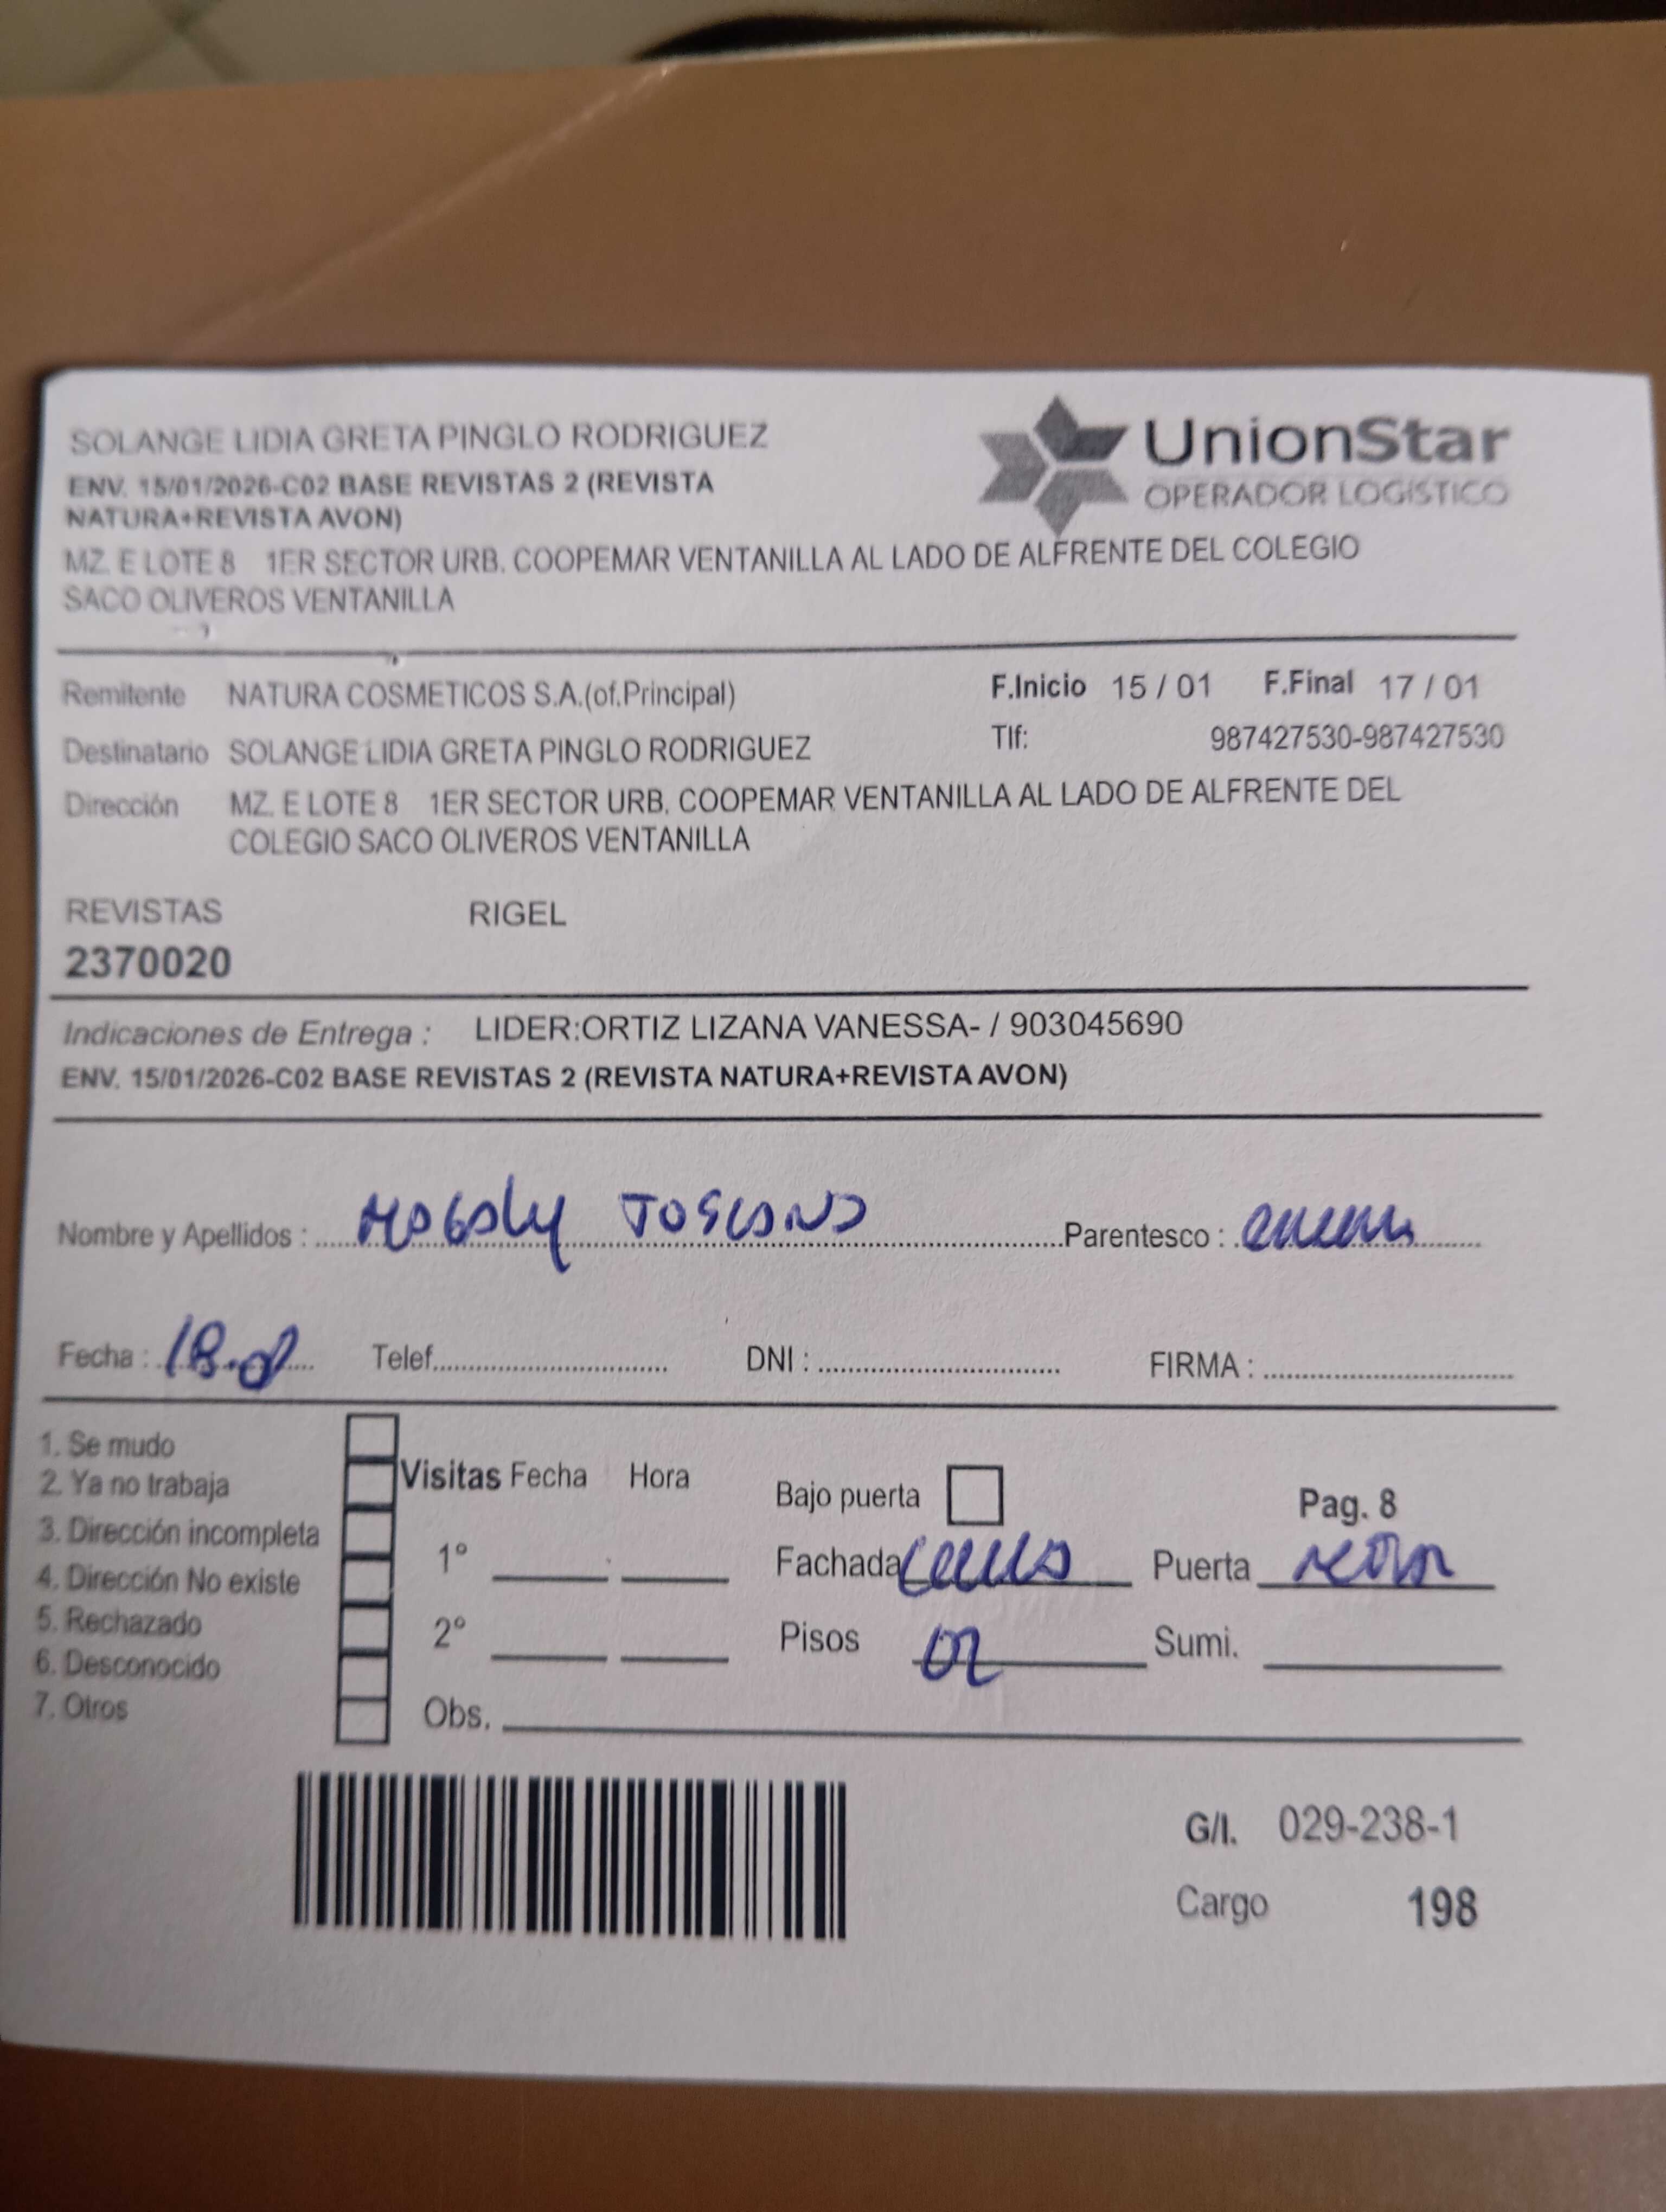 SOLANGE LIDIA GRETA PINGLO RODRIGUEZ
UnionStar
OPERADOR LOGÍSTICO
ENV. 15/01/2026-C02 BASE REVISTAS 2 (REVISTA
NATURA+REVISTA AVON)
MZ. E LOTE 8 1ER SECTOR URB. COOPEMAR VENTANILLA AL LADO DE ALFRENTE DEL COLEGIO
SACO OLIVEROS VENTANILLA
Remitente NATURA COSMETICOS S.A.(of.Principal) F.Inicio 15 / 01 F.Final 17 / 01
Destinatario SOLANGE LIDIA GRETA PINGLO RODRIGUEZ Tlf: 987427530-987427530
Dirección MZ. E LOTE 8 1ER SECTOR URB. COOPEMAR VENTANILLA AL LADO DE ALFRENTE DEL
COLEGIO SACO OLIVEROS VENTANILLA
REVISTAS RIGEL
2370020
Indicaciones de Entrega : LIDER:ORTIZ LIZANA VANESSA- / 903045690
ENV. 15/01/2026-C02 BASE REVISTAS 2 (REVISTA NATURA+REVISTA AVON)
Nombre y Apellidos : Magaly Toscano Parentesco :
Fecha : Telef. DNI : FIRMA :
1. Se mudo
2. Ya no trabaja
3. Dirección incompleta
4. Dirección No existe
5. Rechazado
6. Desconocido
7. Otros
Visitas Fecha Hora
1°
2°
Obs.
Bajo puerta Pag. 8
Fachada Puerta
Pisos 02 Sumi.
G/I. 029-238-1
Cargo 198